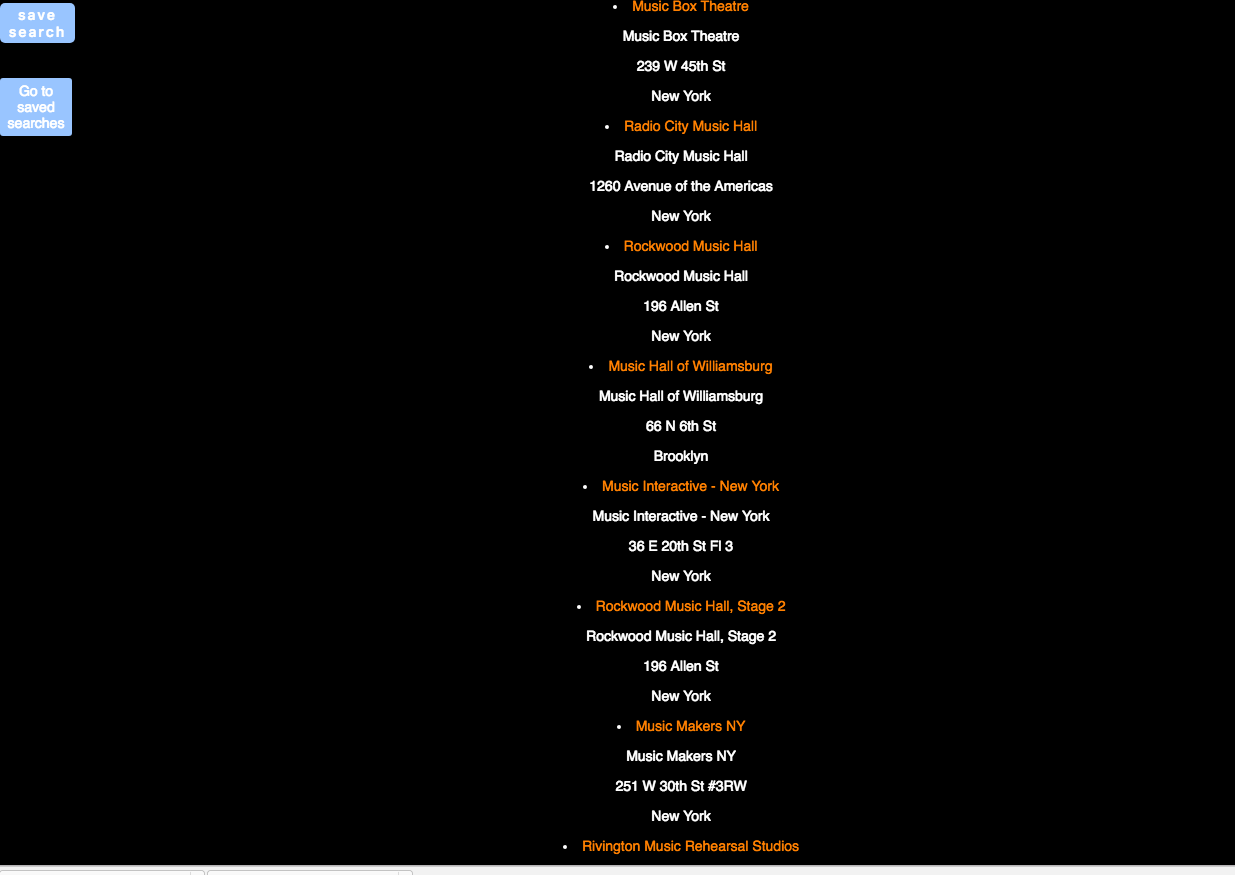 save
search
Go to
saved
searches
Music Box Theatre
Music Box Theatre
239 W 45th St
New York
Radio City Music Hall
Radio City Music Hall
1260 Avenue of the Americas
New York
Rockwood Music Hall
Rockwood Music Hall
196 Allen St
New York
Music Hall of Williamsburg
Music Hall of Williamsburg
66 N 6th St
Brooklyn
Music Interactive - New York
Music Interactive - New York
36 E 20th St Fl 3
New York
Rockwood Music Hall, Stage 2
Rockwood Music Hall, Stage 2
196 Allen St
New York
Music Makers NY
Music Makers NY
251 W 30th St #3RW
New York
Rivington Music Rehearsal Studios